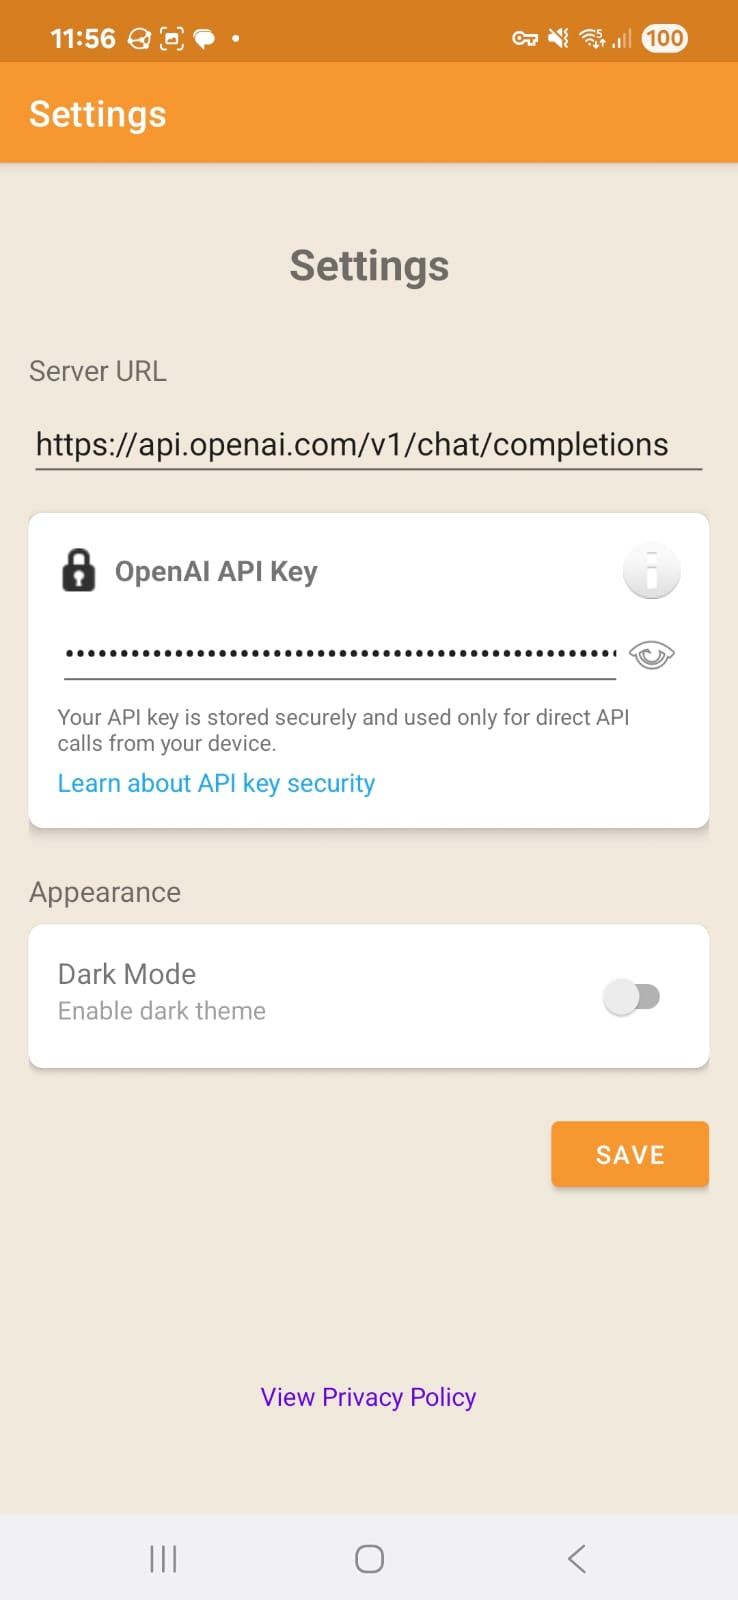 11:56
100
Settings
Settings
Server URL
https://api.openai.com/v1/chat/completions
OpenAI API Key
Your API key is stored securely and used only for direct API
calls from your device.
Learn about API key security
Appearance
Dark Mode
Enable dark theme
SAVE
View Privacy Policy